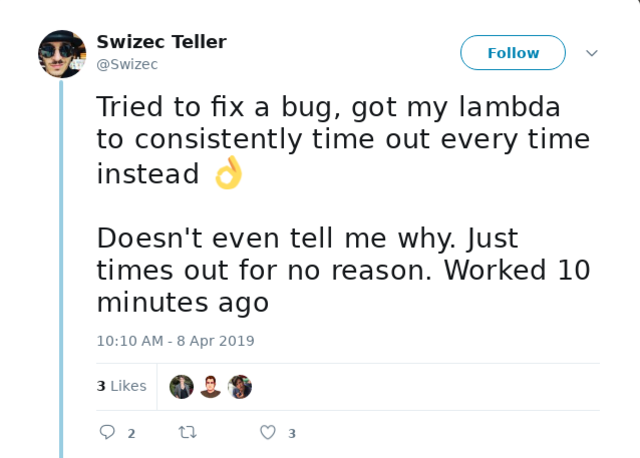 Swizec Teller
@Swizec
Follow
Tried to fix a bug, got my lambda
to consistently time out every time
instead 👌
Doesn't even tell me why. Just
times out for no reason. Worked 10
minutes ago
10:10 AM - 8 Apr 2019
3 Likes
2 3